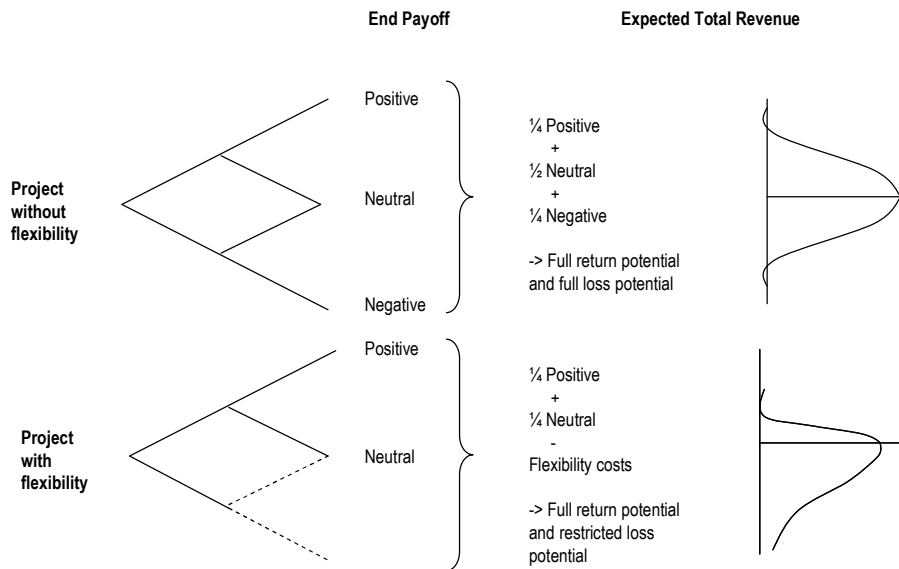 End Payoff
Expected Total Revenue
Project
without
flexibility
Positive
Neutral
Negative
¼ Positive
+
½ Neutral
+
¼ Negative
-> Full return potential
and full loss potential
Project
with
flexibility
Positive
Neutral
¼ Positive
+
¼ Neutral
-
Flexibility costs
-> Full return potential
and restricted loss
potential